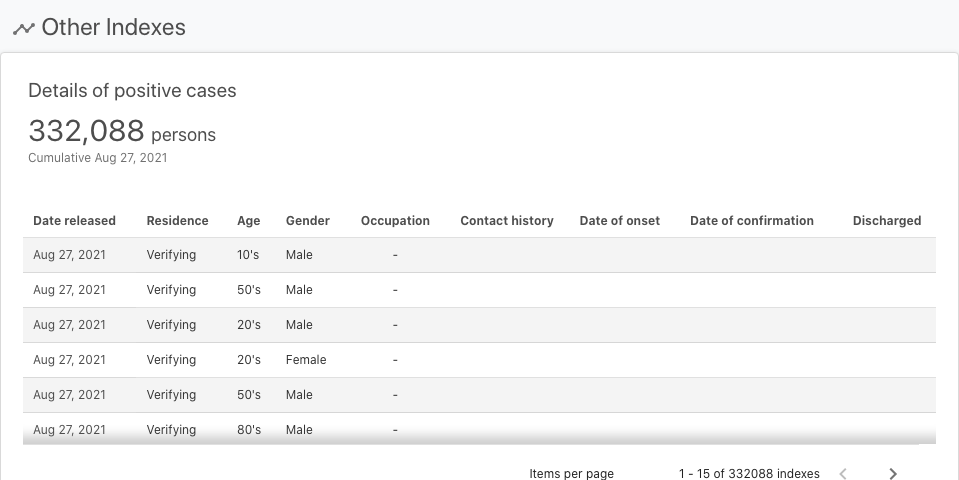 Other Indexes
Details of positive cases
332,088 persons
Cumulative Aug 27, 2021
Date released Residence Age Gender Occupation Contact history Date of onset Date of confirmation Discharged
Aug 27, 2021 Verifying 10's Male -
Aug 27, 2021 Verifying 50's Male -
Aug 27, 2021 Verifying 20's Male -
Aug 27, 2021 Verifying 20's Female -
Aug 27, 2021 Verifying 50's Male -
Aug 27, 2021 Verifying 80's Male -
Items per page 1 - 15 of 332088 indexes